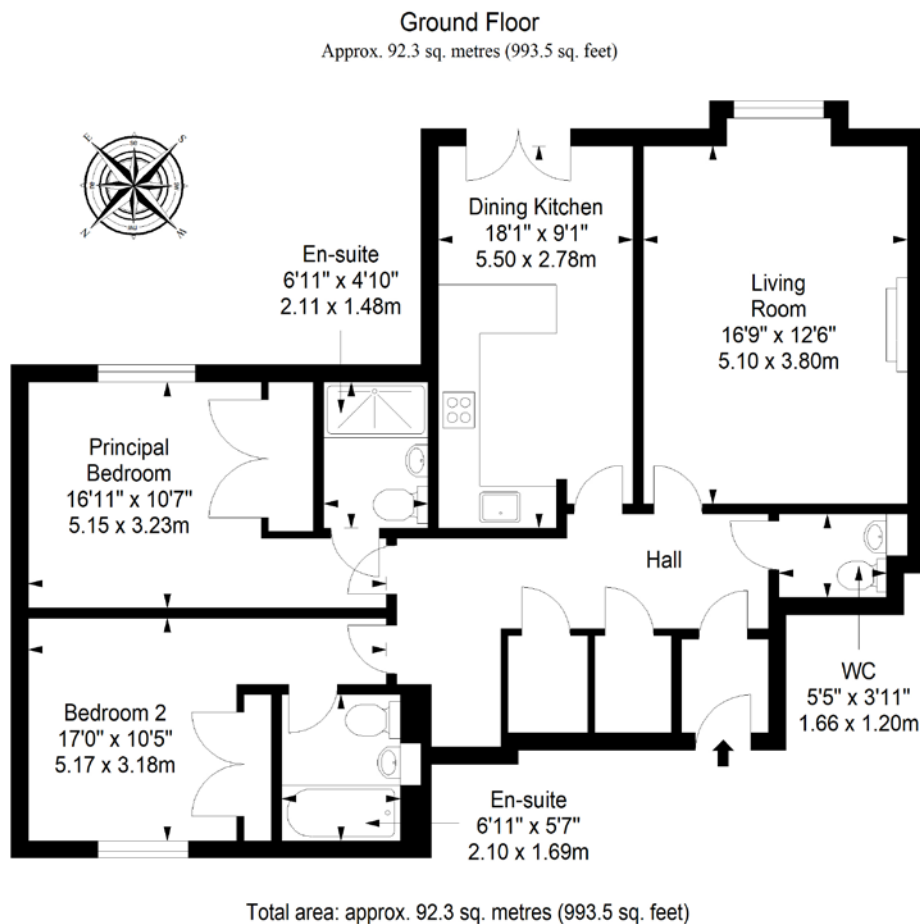 Ground Floor
Approx. 92.3 sq. metres (993.5 sq. feet)
E
S
N
W
En-suite
6'11" x 4'10"
2.11 x 1.48m
Dining Kitchen
18'1" x 9'1"
5.50 x 2.78m
Living
Room
16'9" x 12'6"
5.10 x 3.80m
Principal
Bedroom
16'11" x 10'7"
5.15 x 3.23m
Hall
Bedroom 2
17'0" x 10'5"
5.17 x 3.18m
WC
5'5" x 3'11"
1.66 x 1.20m
En-suite
6'11" x 5'7"
2.10 x 1.69m
Total area: approx. 92.3 sq. metres (993.5 sq. feet)